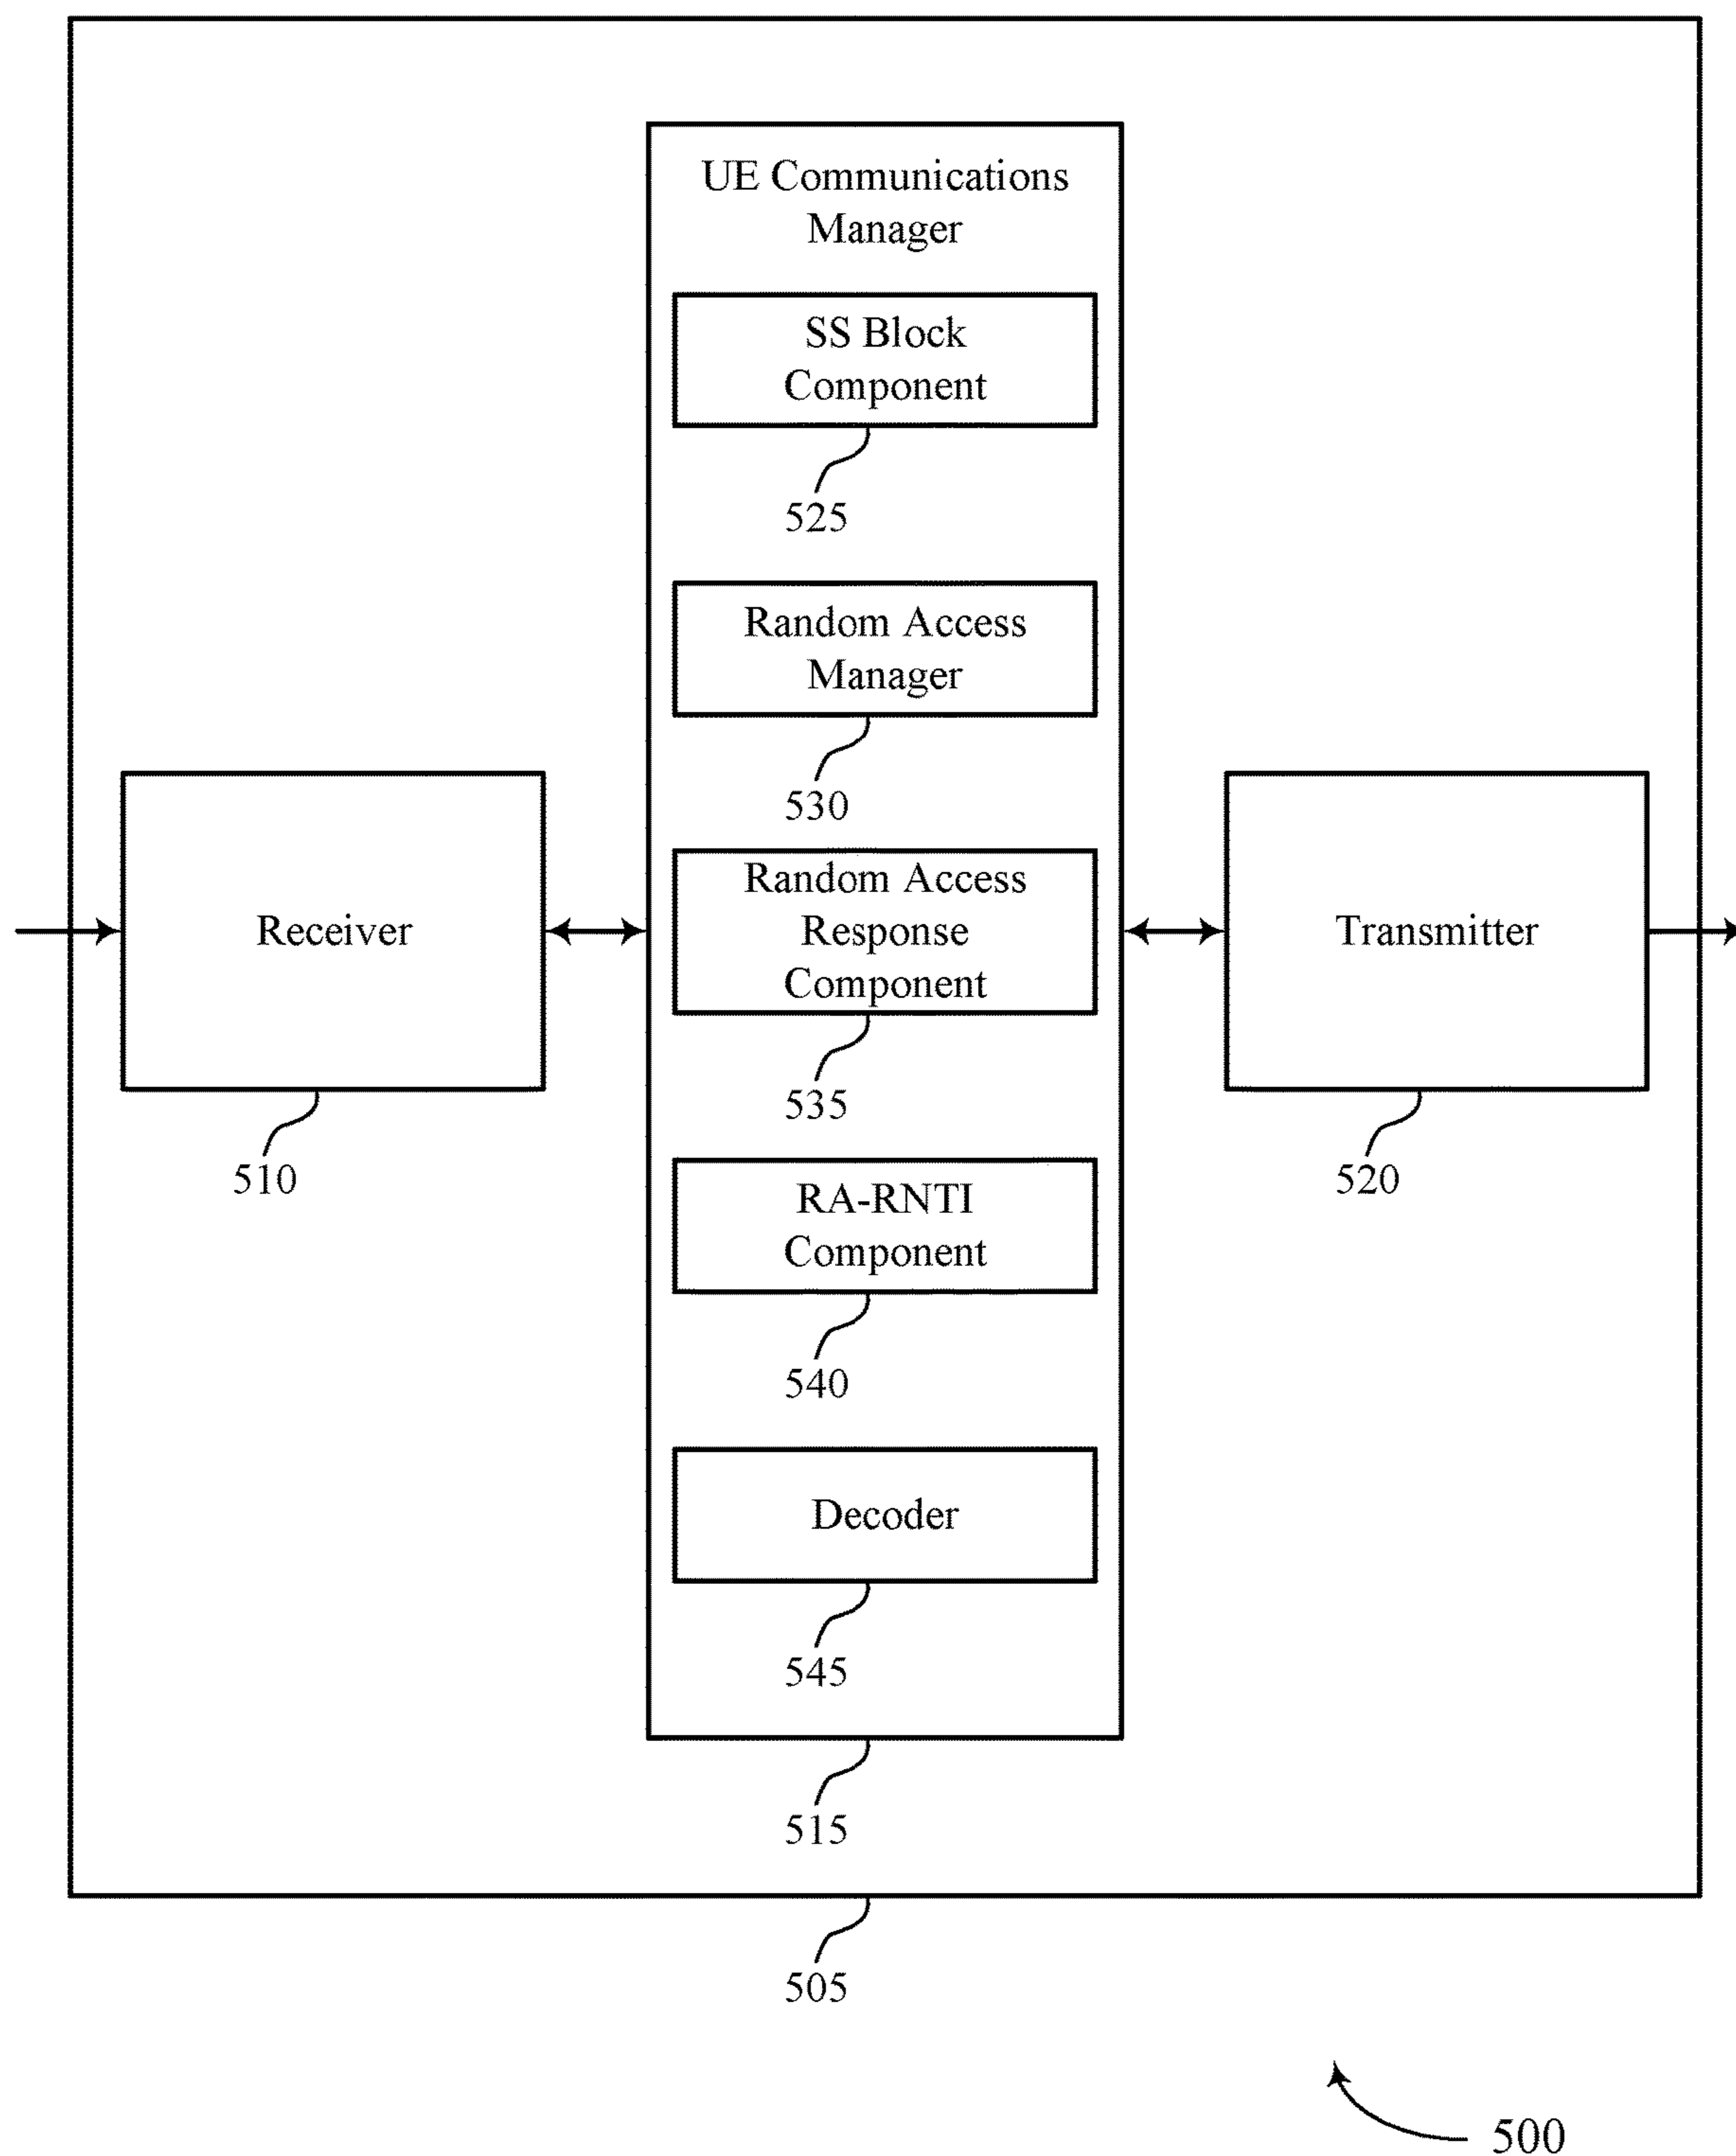 UE Communications
Manager
SS Block
Component
525
Random Access
Manager
530
Receiver
510
Random Access
Response
Component
535
Transmitter
520
RA-RNTI
Component
540
Decoder
545
515
505
500